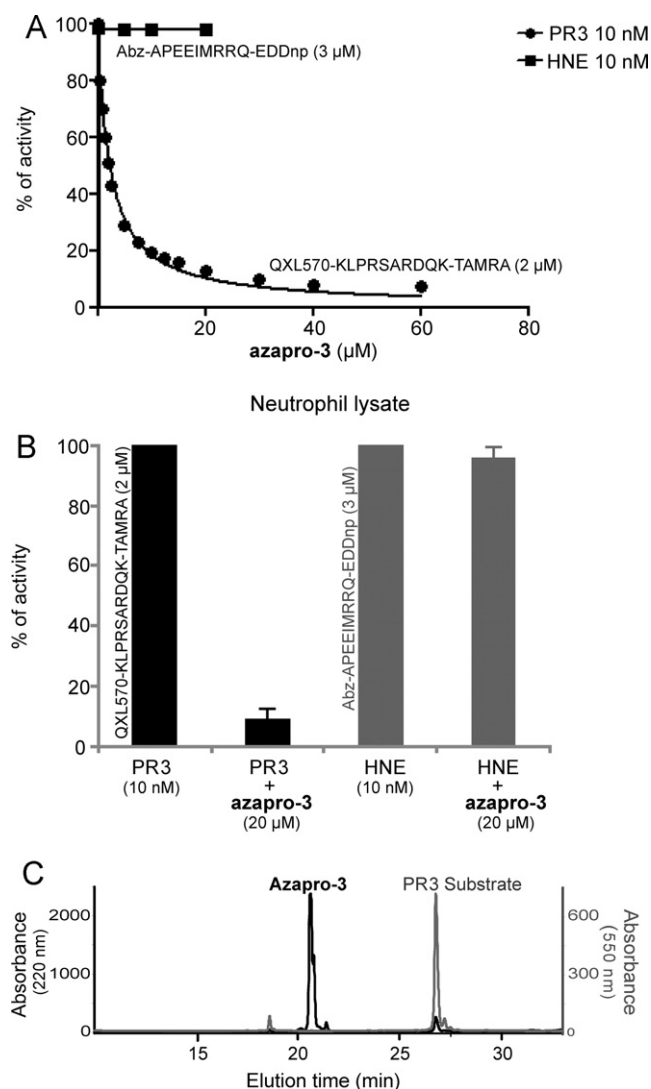 A
100
80
60
40
20
0
% of activity
Abz-APEEIMRRQ-EDDnp (3 µM)
PR3 10 nM
HNE 10 nM
QXL570-KLPRSARDQK-TAMRA (2 µM)
0
20
40
60
80
azapro-3 (µM)
Neutrophil lysate
B
100
80
60
40
20
0
% of activity
QXL570-KLPRSARDQK-TAMRA (2 µM)
Abz-APEEIMRRQ-EDDnp (3 µM)
PR3
(10 nM)
PR3
+
azapro-3
(20 µM)
HNE
(10 nM)
HNE
+
azapro-3
(20 µM)
C
Azapro-3
PR3 Substrate
Absorbance
(220 nm)
2000
1000
0
600
300
0
Absorbance
(550 nm)
15
20
25
30
Elution time (min)